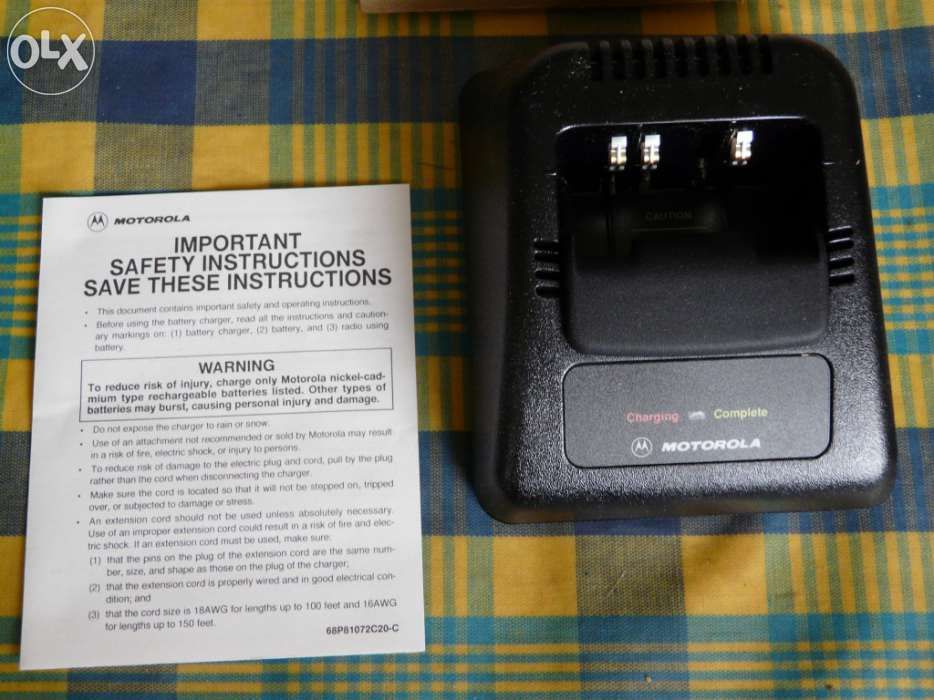 OLX
MOTOROLA
IMPORTANT
SAFETY INSTRUCTIONS
SAVE THESE INSTRUCTIONS
• This document contains important safety and operating instructions.
• Before using the battery charger, read all the instructions and caution-
ary markings on: (1) battery charger, (2) battery, and (3) radio using
battery.
WARNING
To reduce risk of injury, charge only Motorola nickel-cad-
mium type rechargeable batteries listed. Other types of
batteries may burst, causing personal injury and damage.
• Do not expose the charger to rain or snow.
• Use of an attachment not recommended or sold by Motorola may result
in a risk of fire, electric shock, or injury to persons.
• To reduce risk of damage to the electric plug and cord, pull by the plug
rather than the cord when disconnecting the charger.
• Make sure the cord is located so that it will not be stepped on, tripped
over, or subjected to damage or stress.
• An extension cord should not be used unless absolutely necessary.
Use of an improper extension cord could result in a risk of fire and elec-
tric shock. If an extension cord must be used, make sure:
(1) that the pins on the plug of the extension cord are the same num-
ber, size, and shape as those on the plug of the charger;
(2) that the extension cord is properly wired and in good electrical con-
dition; and
(3) that the cord size is 18AWG for lengths up to 100 feet and 16AWG
for lengths up to 150 feet.
68P81072C20-C
CAUTION
Charging Complete
MOTOROLA